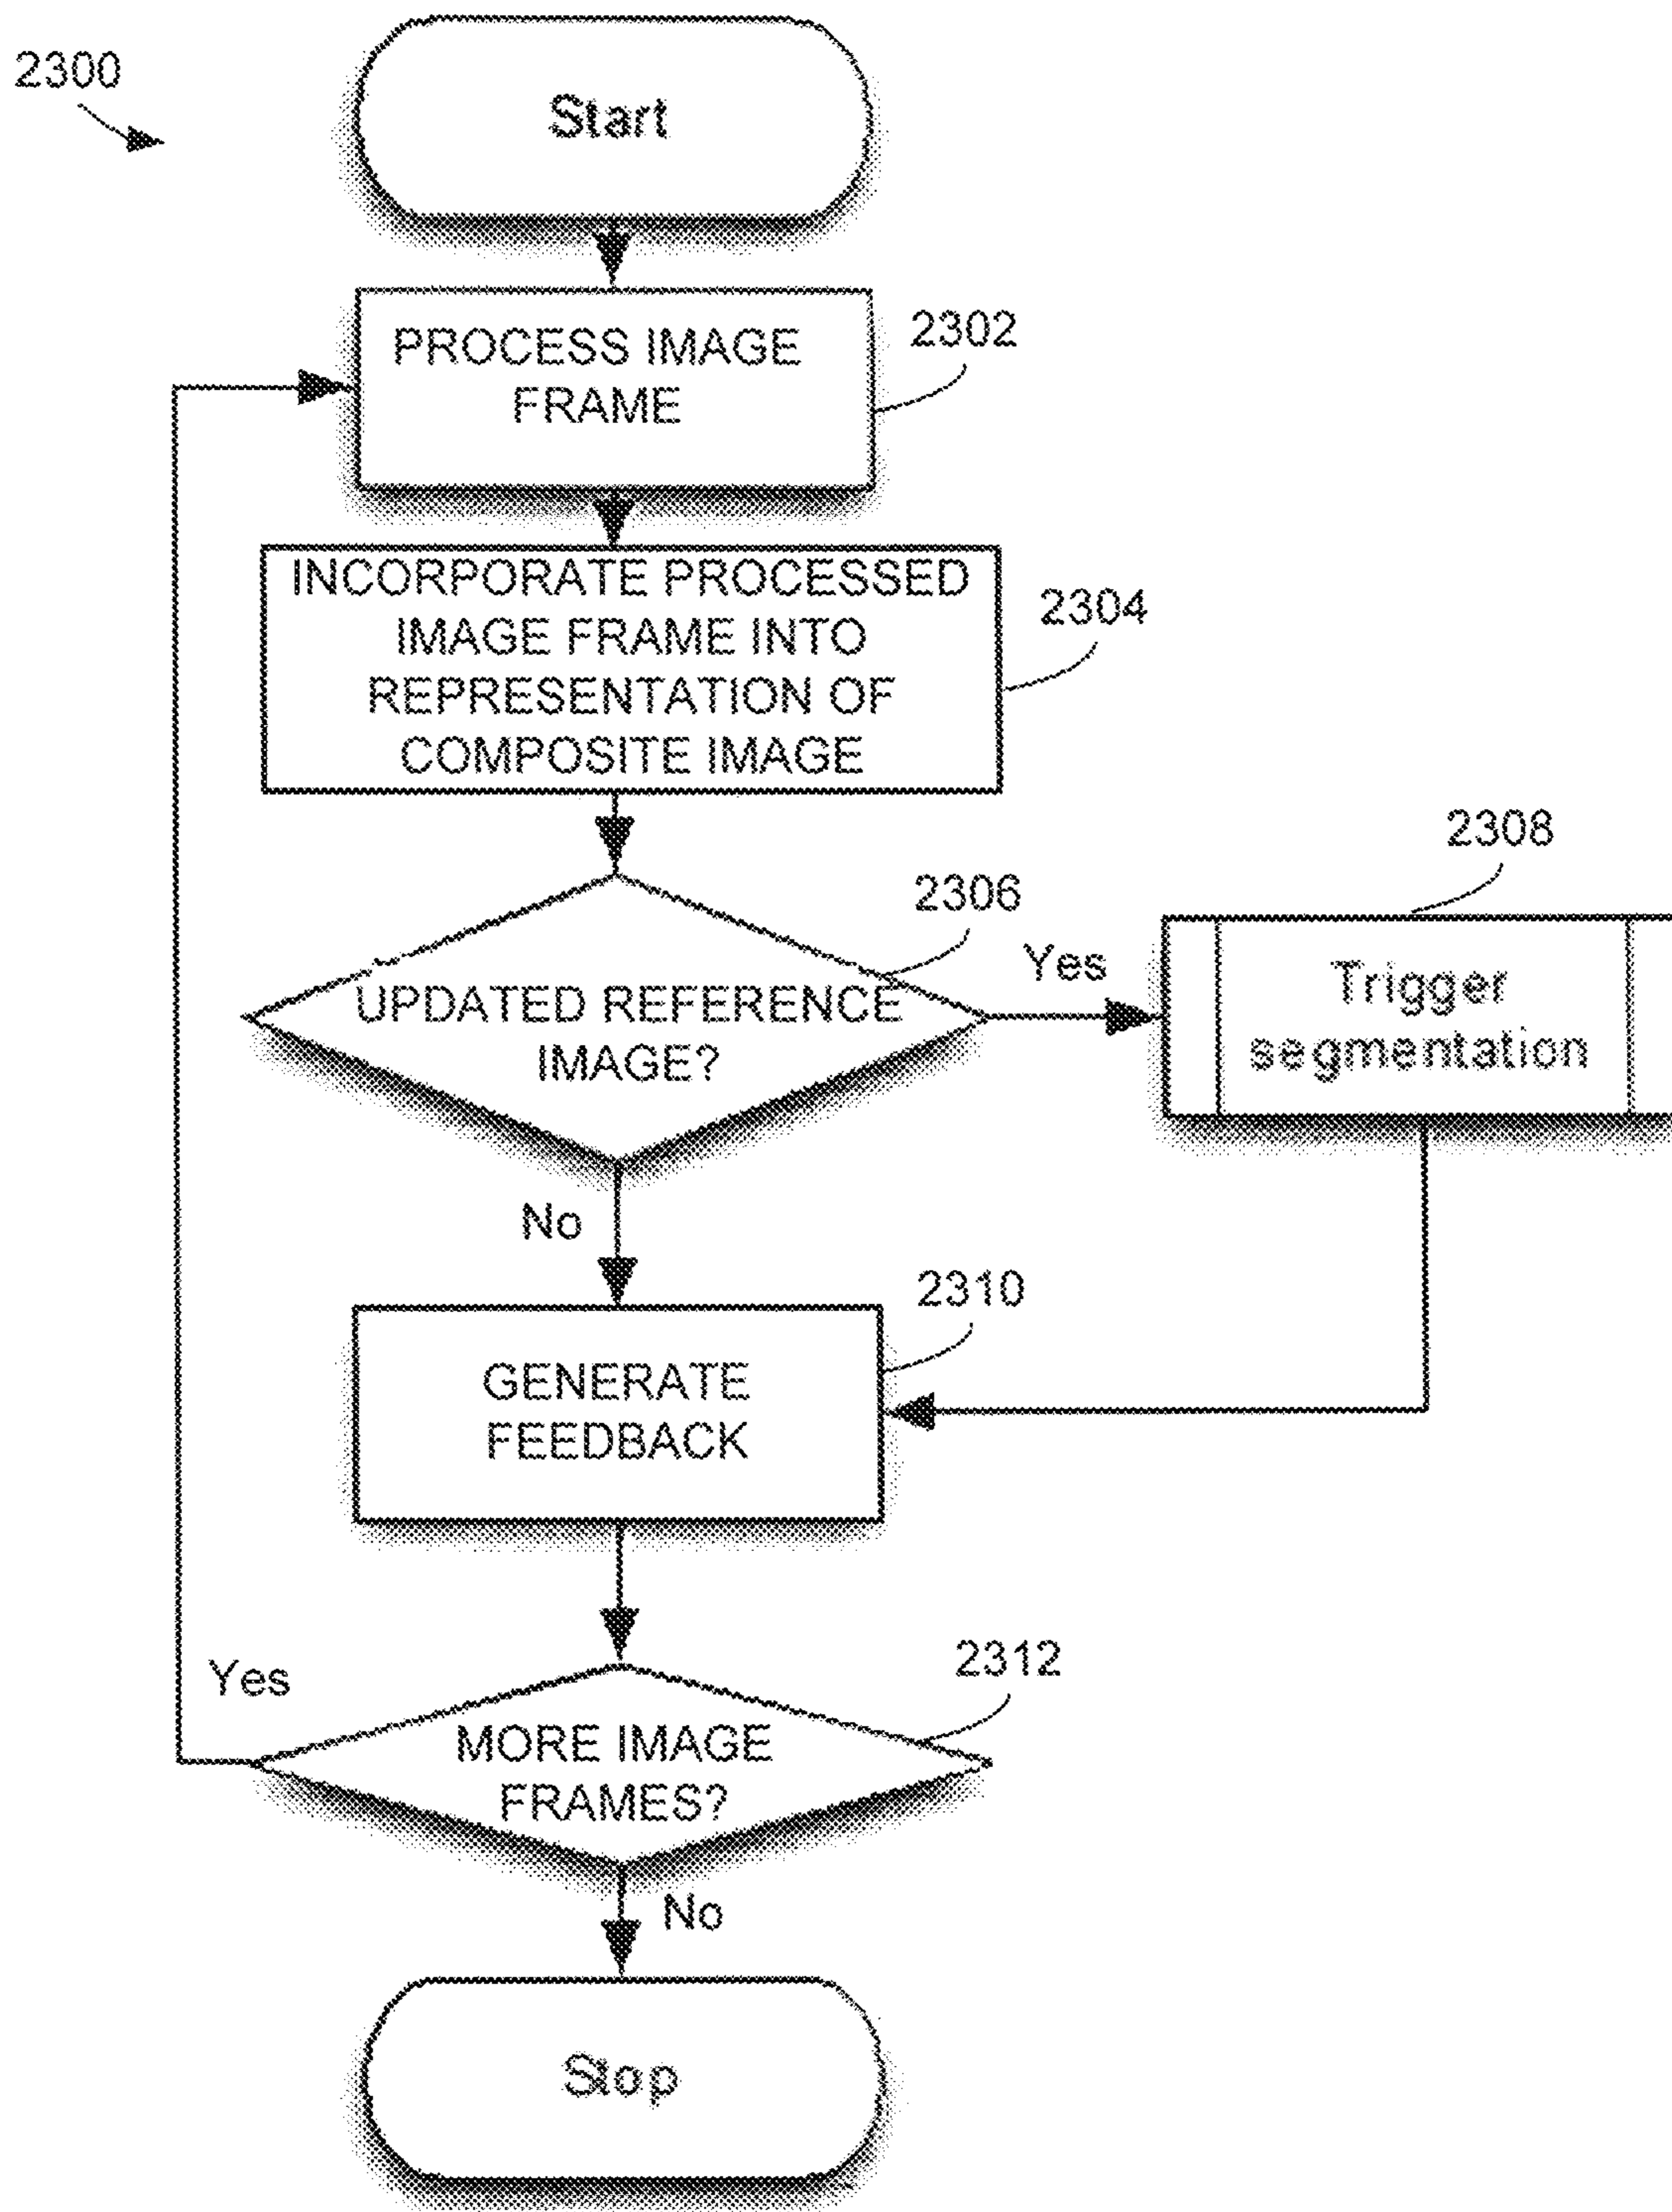 2300
Start
PROCESS IMAGE
FRAME
2302
INCORPORATE PROCESSED
IMAGE FRAME INTO
REPRESENTATION OF
COMPOSITE IMAGE
2304
UPDATED REFERENCE
IMAGE?
2306
Yes
2308
Trigger
segmentation
No
GENERATE
FEEDBACK
2310
Yes
MORE IMAGE
FRAMES?
2312
No
Stop